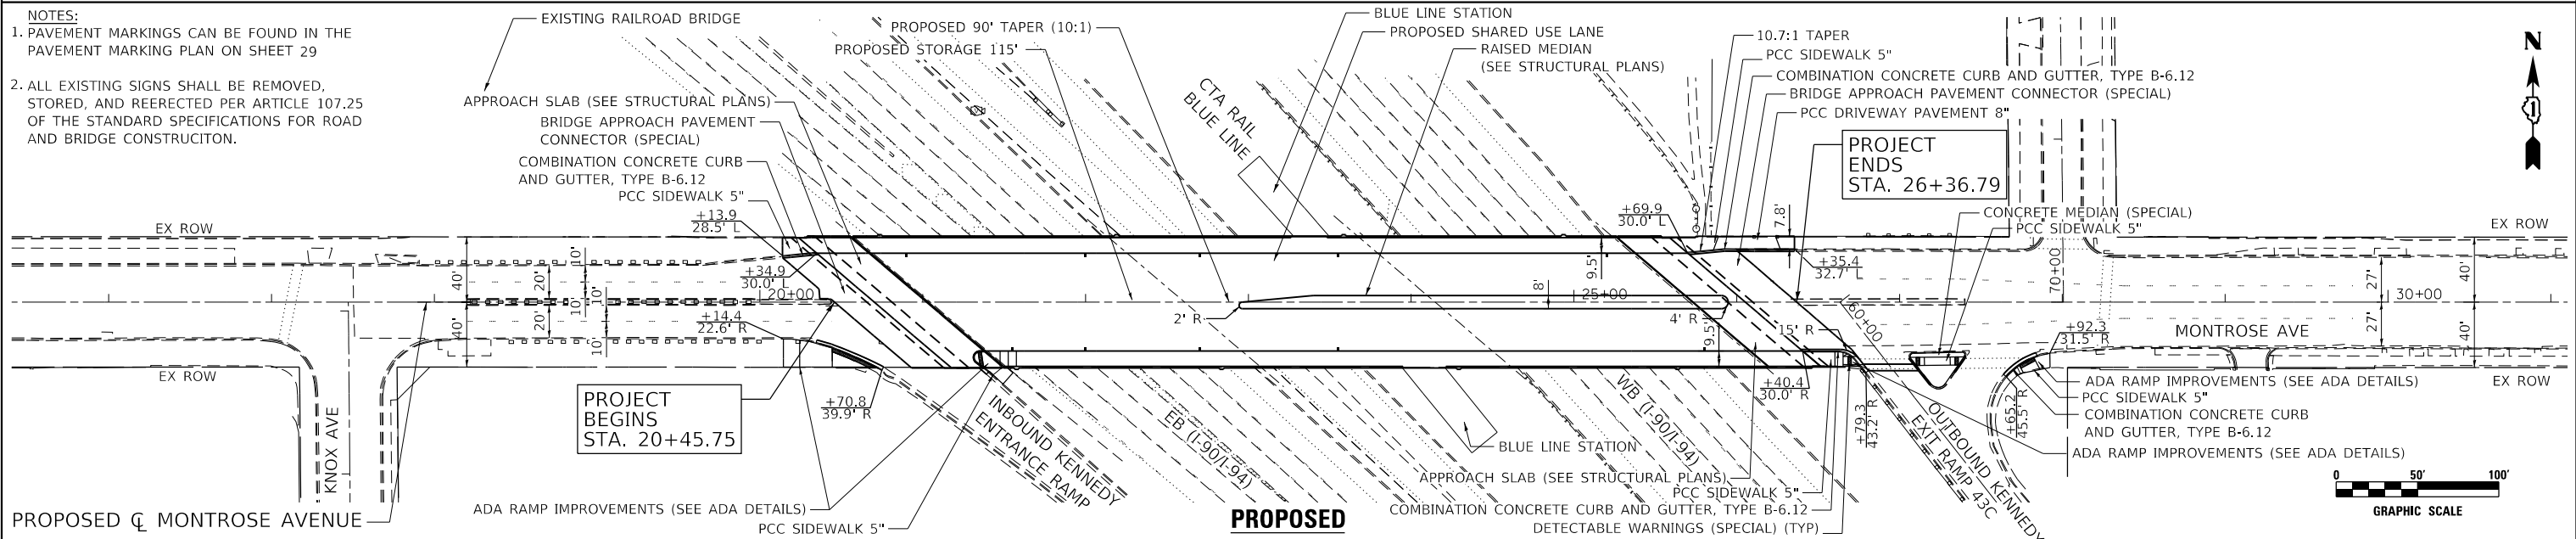 NOTES:
1. PAVEMENT MARKINGS CAN BE FOUND IN THE
PAVEMENT MARKING PLAN ON SHEET 29
2. ALL EXISTING SIGNS SHALL BE REMOVED,
STORED, AND REERECTED PER ARTICLE 107.25
OF THE STANDARD SPECIFICATIONS FOR ROAD
AND BRIDGE CONSTRUCITON.
EXISTING RAILROAD BRIDGE
PROPOSED 90' TAPER (10:1)
PROPOSED STORAGE 115'
APPROACH SLAB (SEE STRUCTURAL PLANS)
BRIDGE APPROACH PAVEMENT
CONNECTOR (SPECIAL)
COMBINATION CONCRETE CURB
AND GUTTER, TYPE B-6.12
PCC SIDEWALK 5"
BLUE LINE STATION
PROPOSED SHARED USE LANE
RAISED MEDIAN
(SEE STRUCTURAL PLANS)
CTA RAIL
BLUE LINE
10.7:1 TAPER
PCC SIDEWALK 5"
COMBINATION CONCRETE CURB AND GUTTER, TYPE B-6.12
BRIDGE APPROACH PAVEMENT CONNECTOR (SPECIAL)
PCC DRIVEWAY PAVEMENT 8"
PROJECT
ENDS
STA. 26+36.79
N
CONCRETE MEDIAN (SPECIAL)
PCC SIDEWALK 5"
EX ROW
EX ROW
+13.9
28.5' L
+34.9
30.0' L
20+00
+14.4
22.6' R
40'
20'
10'
10'
40'
20'
10'
10'
+69.9
30.0' L
7.8'
9.5'
+35.4
32.7' L
8'
25+00
2' R
4' R
9.5'
15' R
60+00
70+00
27'
40'
30+00
27'
40'
MONTROSE AVE
+92.3
31.5' R
EX ROW
EX ROW
KNOX AVE
PROJECT
BEGINS
STA. 20+45.75
+70.8
39.9' R
INBOUND KENNEDY
ENTRANCE RAMP
EB (I-90/I-94)
WB (I-90/I-94)
BLUE LINE STATION
+40.4
30.0' R
+79.3
43.2' R
OUTBOUND KENNEDY
EXIT RAMP 43C
+65.2
45.5' R
ADA RAMP IMPROVEMENTS (SEE ADA DETAILS)
PCC SIDEWALK 5"
COMBINATION CONCRETE CURB
AND GUTTER, TYPE B-6.12
ADA RAMP IMPROVEMENTS (SEE ADA DETAILS)
APPROACH SLAB (SEE STRUCTURAL PLANS)
PCC SIDEWALK 5"
COMBINATION CONCRETE CURB AND GUTTER, TYPE B-6.12
DETECTABLE WARNINGS (SPECIAL) (TYP)
ADA RAMP IMPROVEMENTS (SEE ADA DETAILS)
PCC SIDEWALK 5"
PROPOSED ℄ MONTROSE AVENUE
PROPOSED
0 50' 100'
GRAPHIC SCALE